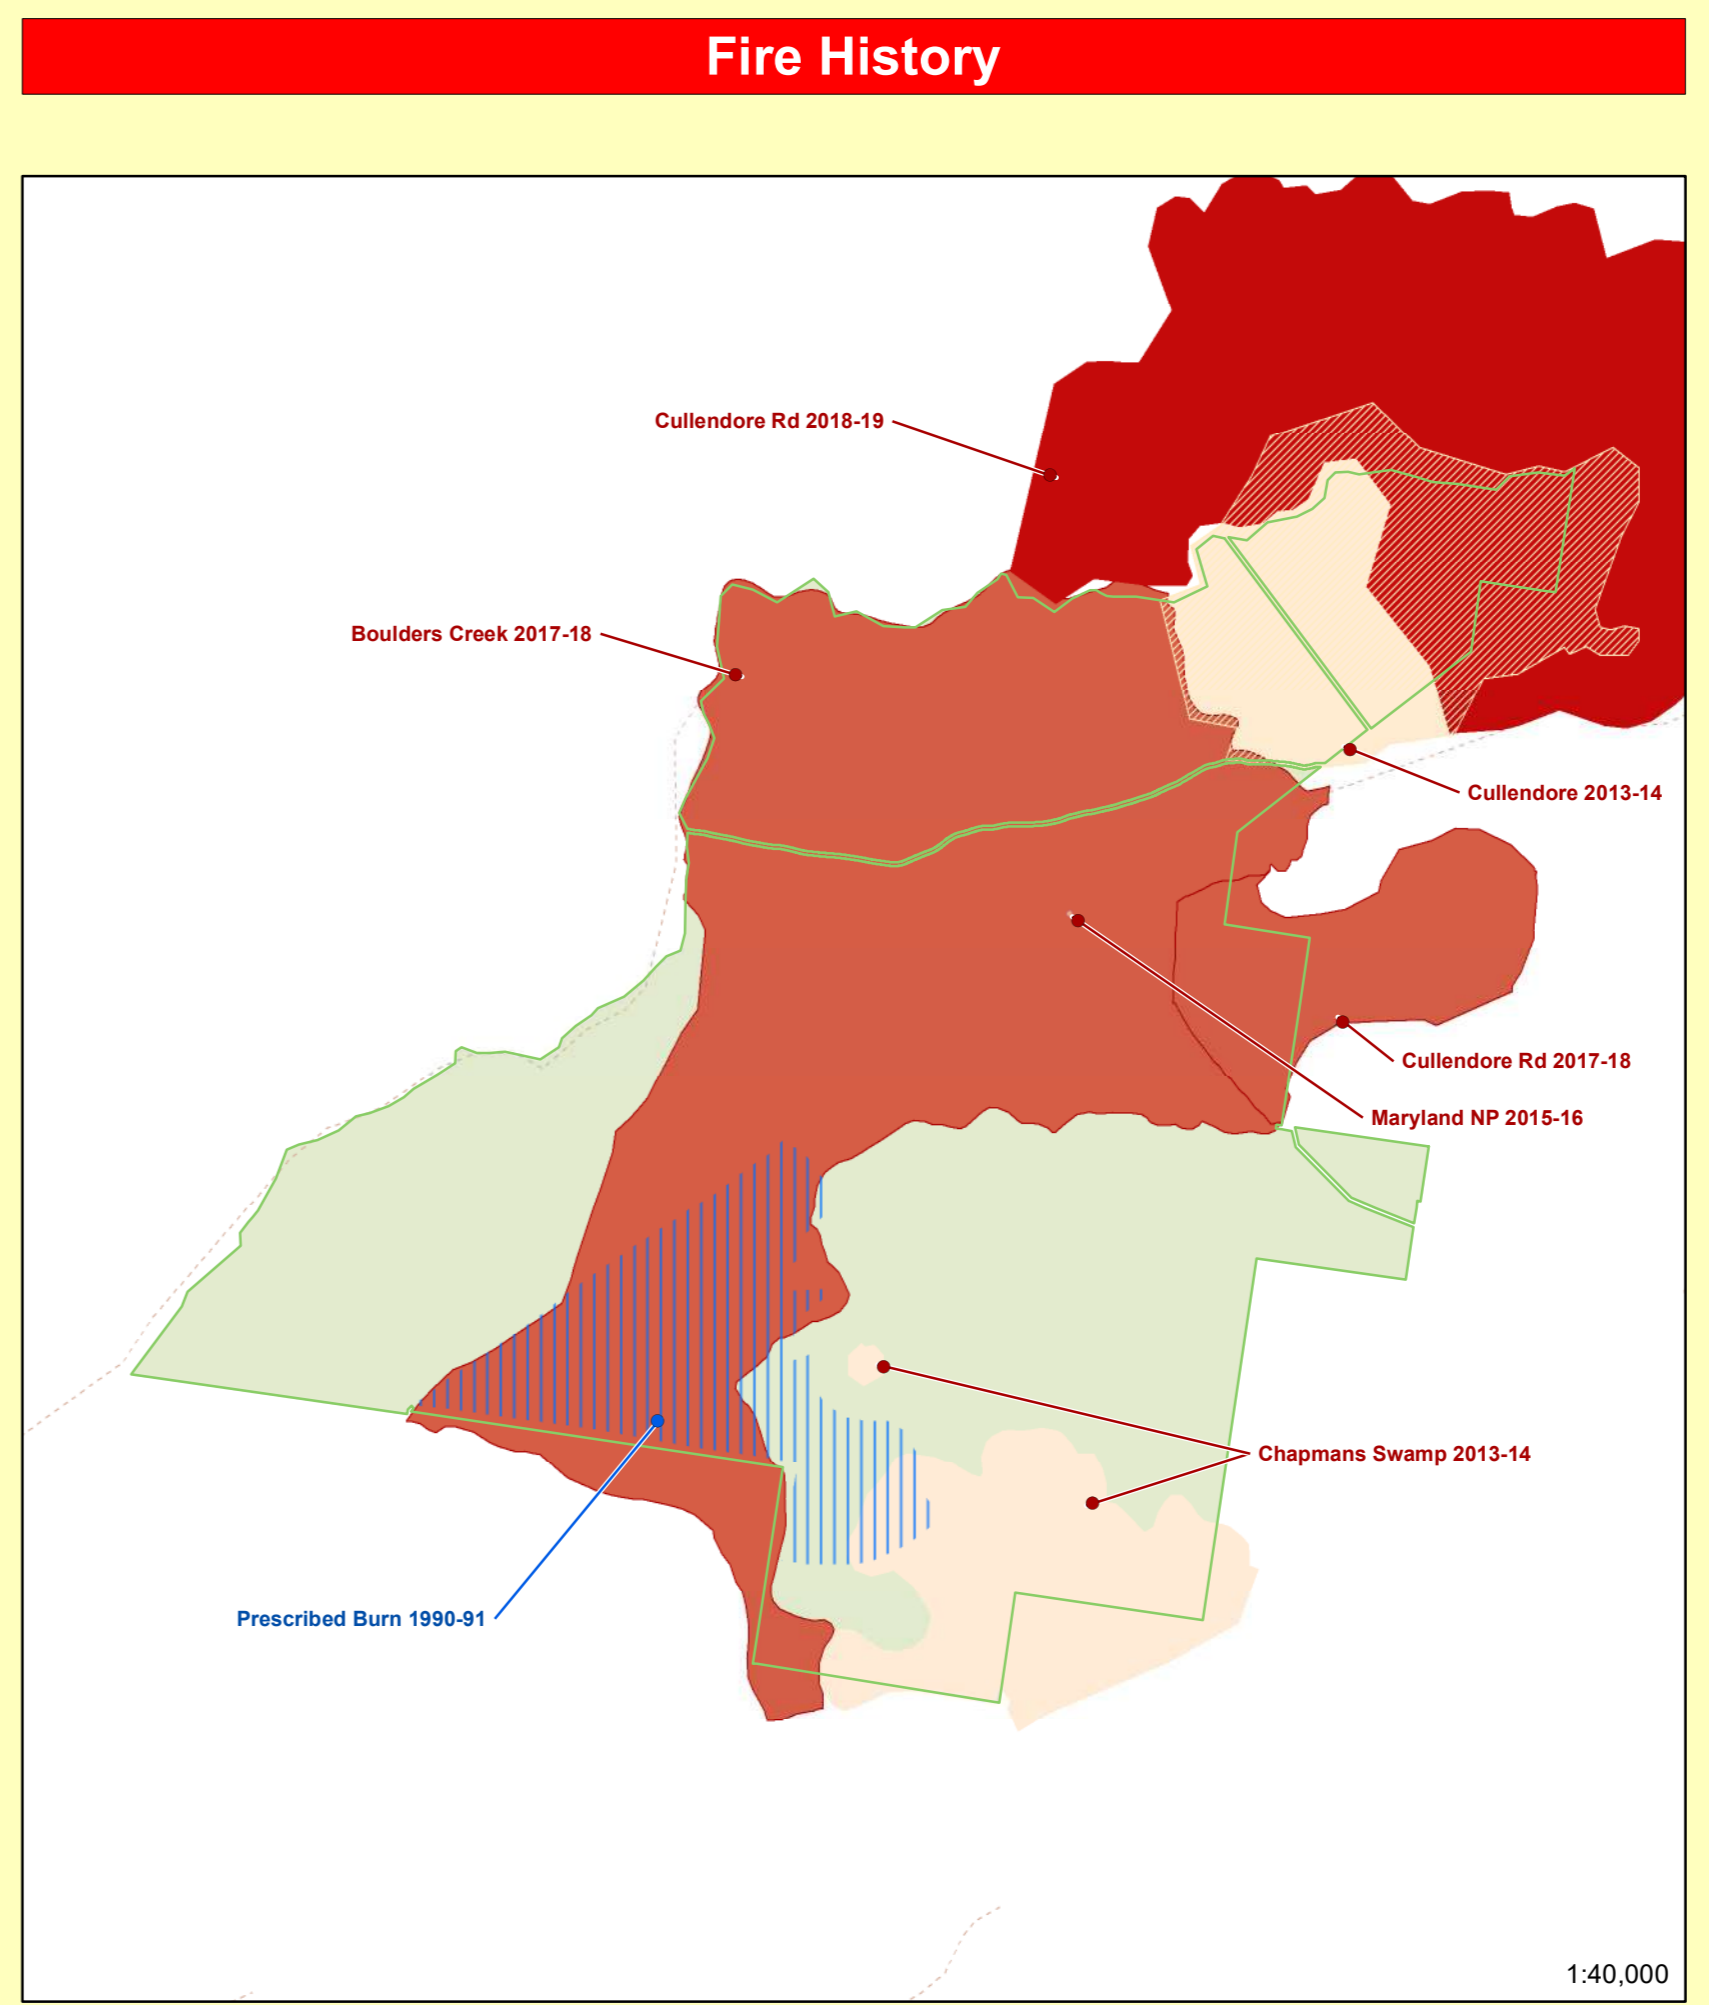 Fire History
Cullendore Rd 2018-19
Boulders Creek 2017-18
Cullendore 2013-14
Cullendore Rd 2017-18
Maryland NP 2015-16
Chapmans Swamp 2013-14
Prescribed Burn 1990-91
1:40,000